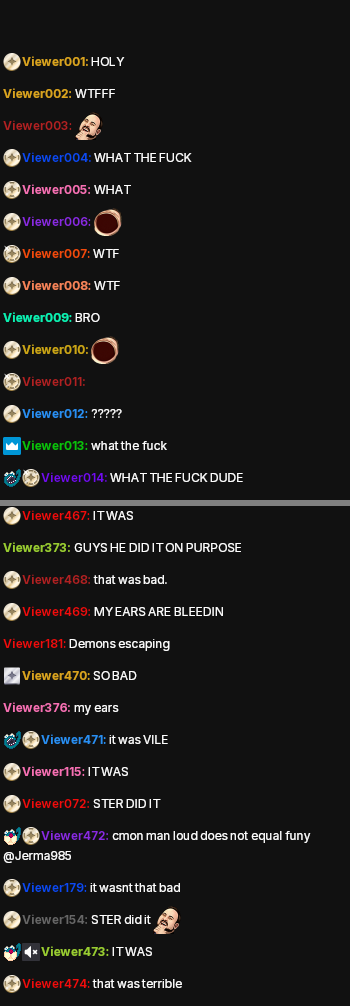 Viewer001: HOLY
Viewer002: WTFFF
Viewer003:
Viewer004: WHAT THE FUCK
Viewer005: WHAT
Viewer006:
Viewer007: WTF
Viewer008: WTF
Viewer009: BRO
Viewer010:
Viewer011:
Viewer012: ?????
Viewer013: what the fuck
Viewer014: WHAT THE FUCK DUDE
Viewer467: IT WAS
Viewer373: GUYS HE DID IT ON PURPOSE
Viewer468: that was bad.
Viewer469: MY EARS ARE BLEEDIN
Viewer181: Demons escaping
Viewer470: SO BAD
Viewer376: my ears
Viewer471: it was VILE
Viewer115: IT WAS
Viewer072: STER DID IT
Viewer472: cmon man loud does not equal funy
@Jerma985
Viewer179: it wasnt that bad
Viewer154: STER did it
Viewer473: IT WAS
Viewer474: that was terrible